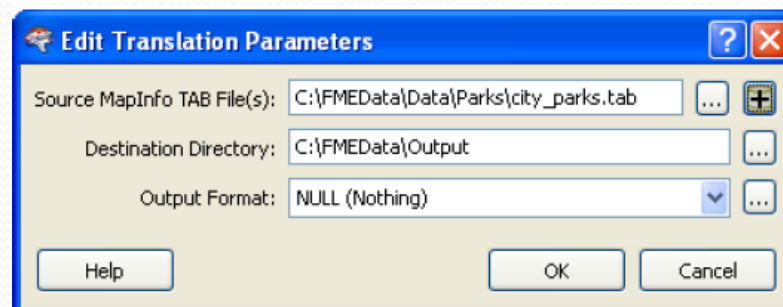 Edit Translation Parameters
Source MapInfo TAB File(s): C:\FMEData\Data\Parks\city_parks.tab ...
Destination Directory: C:\FMEData\Output ...
Output Format: NULL (Nothing) ...
Help OK Cancel